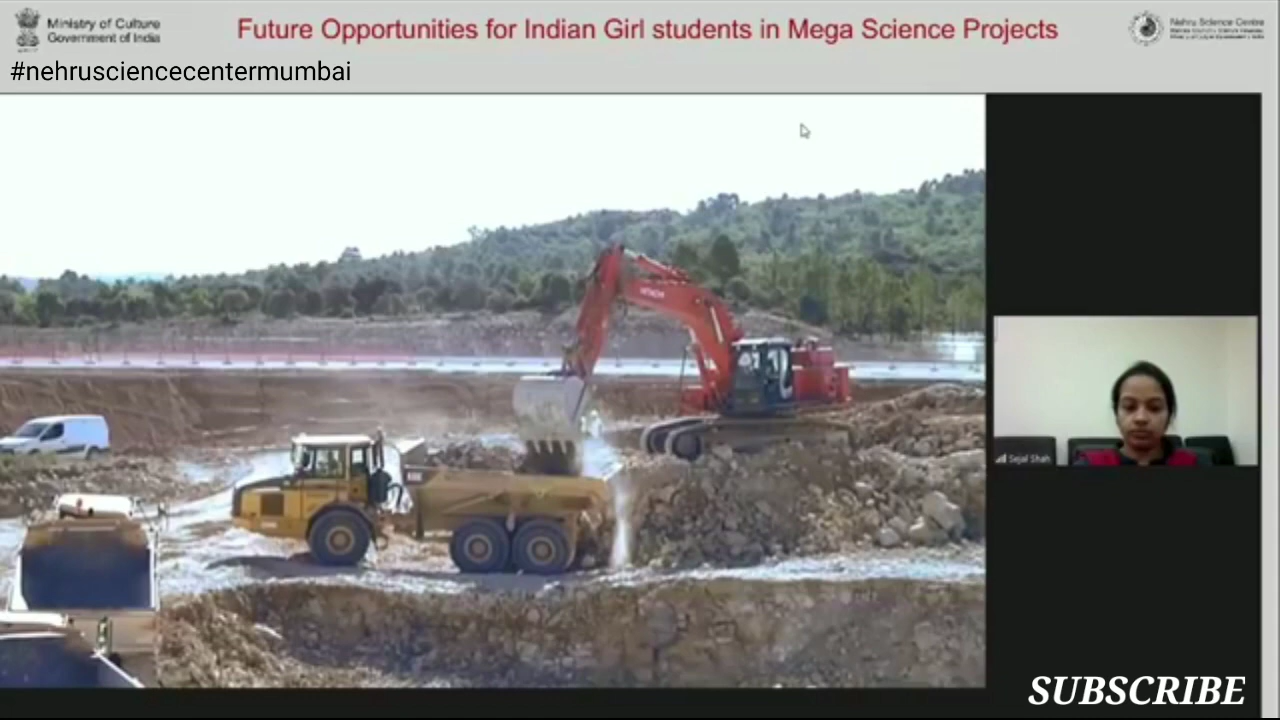 Ministry of Culture
Government of India
Future Opportunities for Indian Girl students in Mega Science Projects
Nehru Science Centre
#nehrusciencecentermumbai
HITACHI
Sejal Shah
SUBSCRIBE